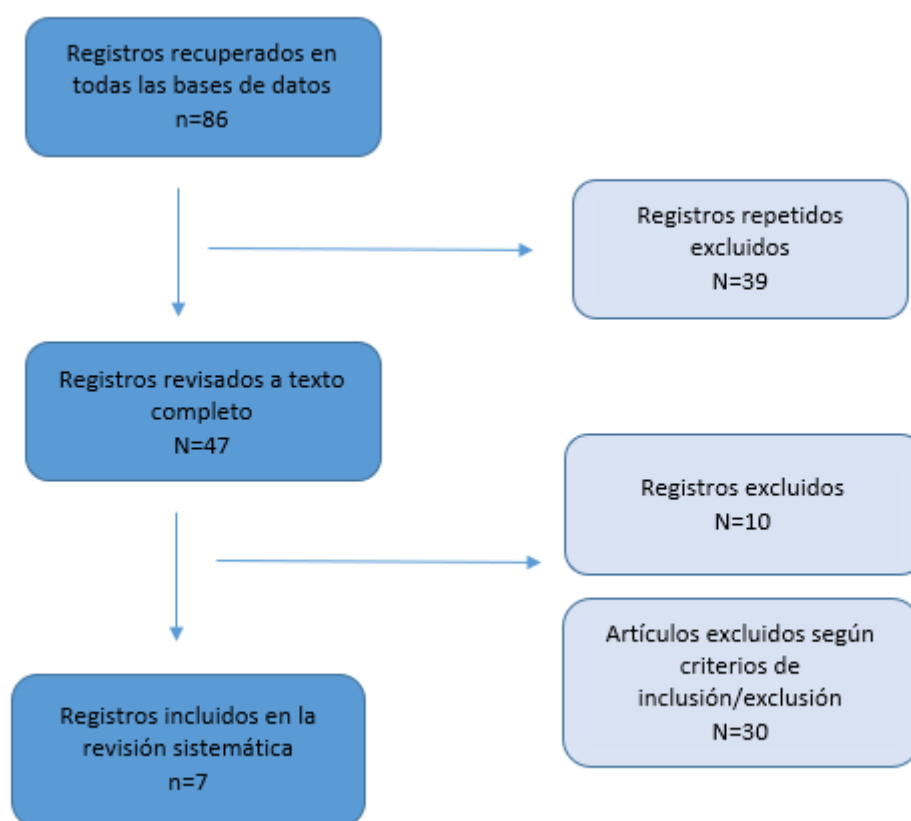 Registros recuperados en
todas las bases de datos
n=86
Registros repetidos
excluidos
N=39
Registros revisados a texto
completo
N=47
Registros excluidos
N=10
Artículos excluidos según
criterios de
inclusión/exclusión
N=30
Registros incluidos en la
revisión sistemática
n=7